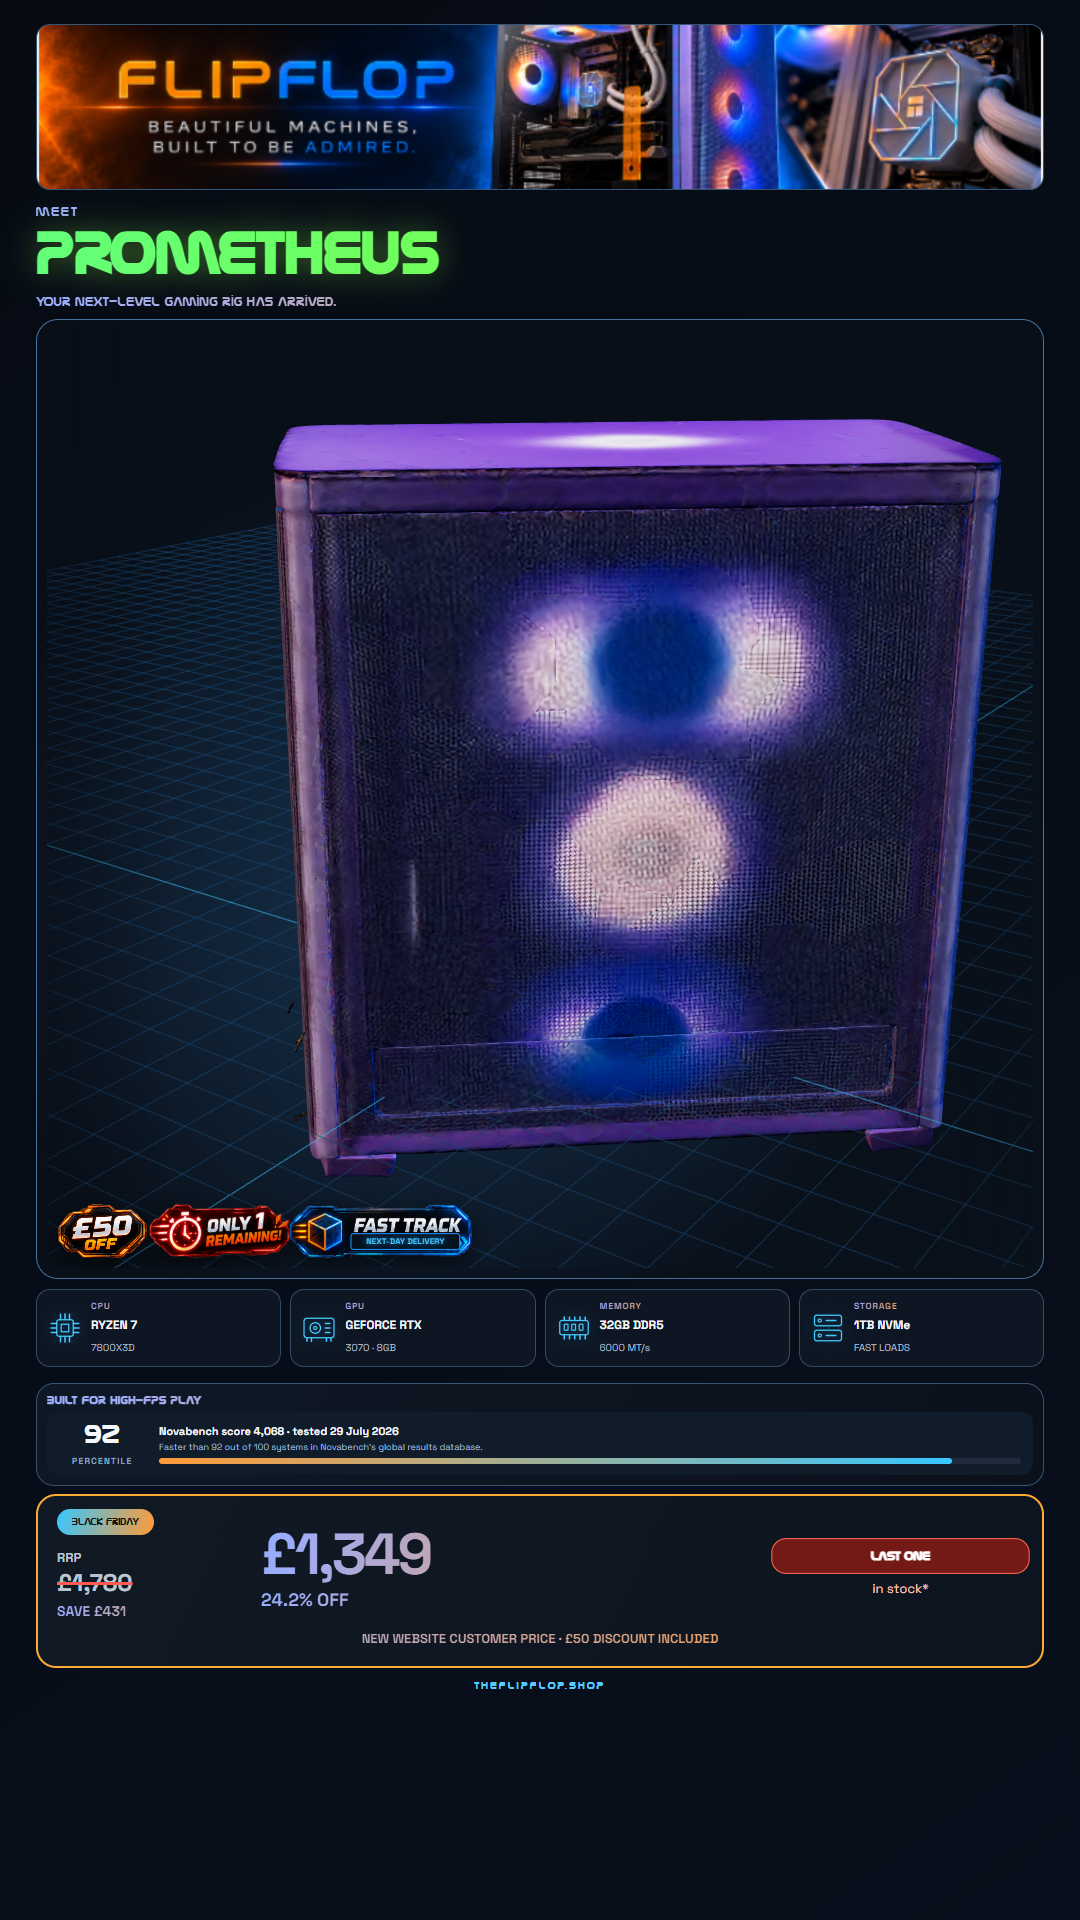 FLIPFLOP
BEAUTIFUL MACHINES,
BUILT TO BE ADMIRED.
MEET
PROMETHEUS
YOUR NEXT-LEVEL GAMING RIG HAS ARRIVED.
£50
OFF
ONLY 1
REMAINING!
FAST TRACK
NEXT-DAY DELIVERY
CPU
RYZEN 7
7800X3D
GPU
GEFORCE RTX
3070 · 8GB
MEMORY
32GB DDR5
6000 MT/s
STORAGE
1TB NVMe
FAST LOADS
BUILT FOR HIGH-FPS PLAY
92
PERCENTILE
Novabench score 4,068 · tested 29 July 2026
Faster than 92 out of 100 systems in Novabench's global results database.
BLACK FRIDAY
RRP
£1,780
SAVE £431
£1,349
24.2% OFF
LAST ONE
in stock*
NEW WEBSITE CUSTOMER PRICE · £50 DISCOUNT INCLUDED
THEFLIPFLOP.SHOP